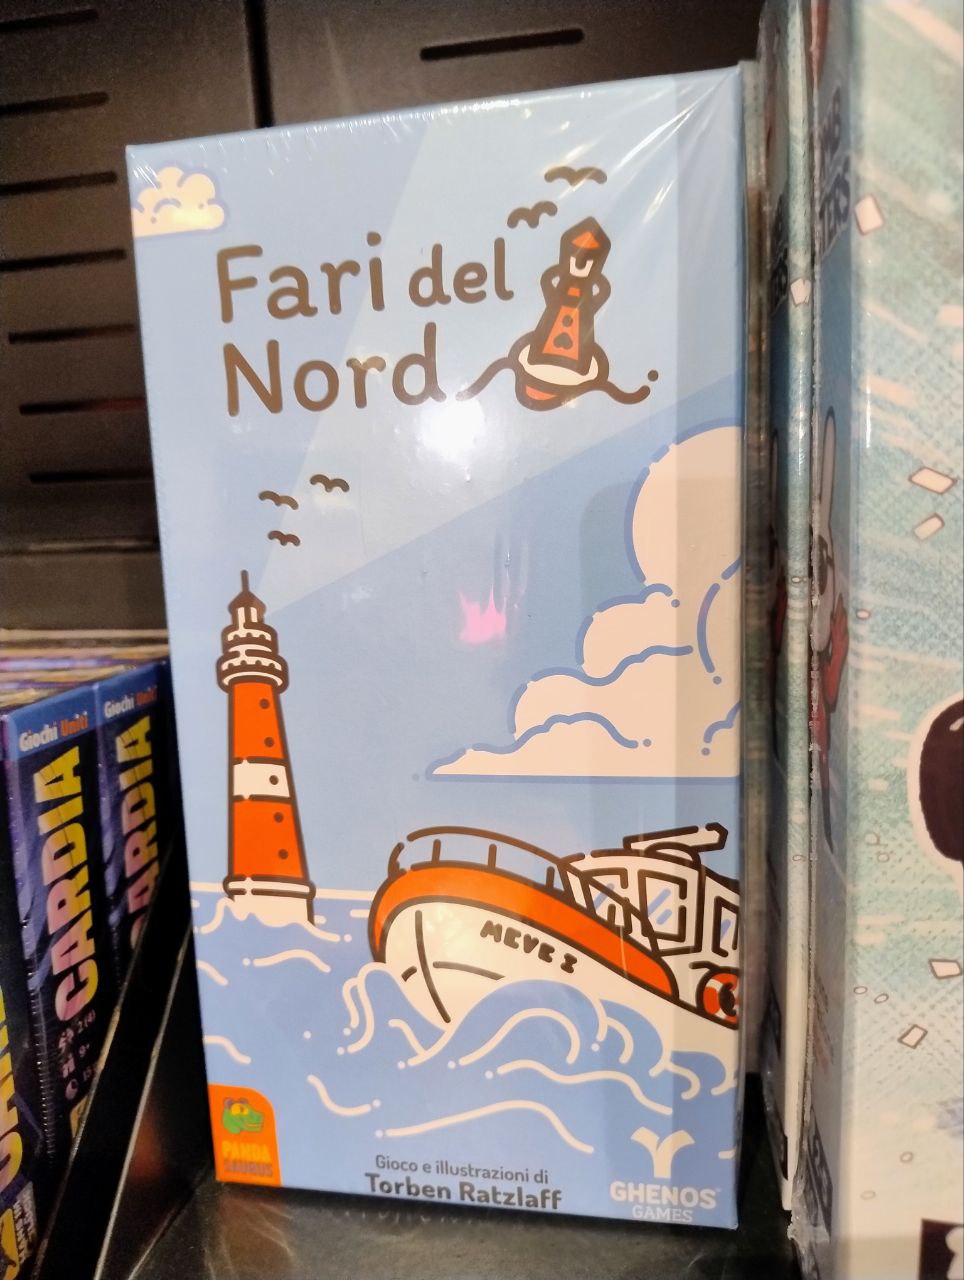 Fari del
Nord
MEVE I
PANDA
SAURUS
Gioco e illustrazioni di
Torben Ratzlaff
GHENOS
GAMES
Giochi Uniti
CARDIA
Giochi Uniti
CARDIA